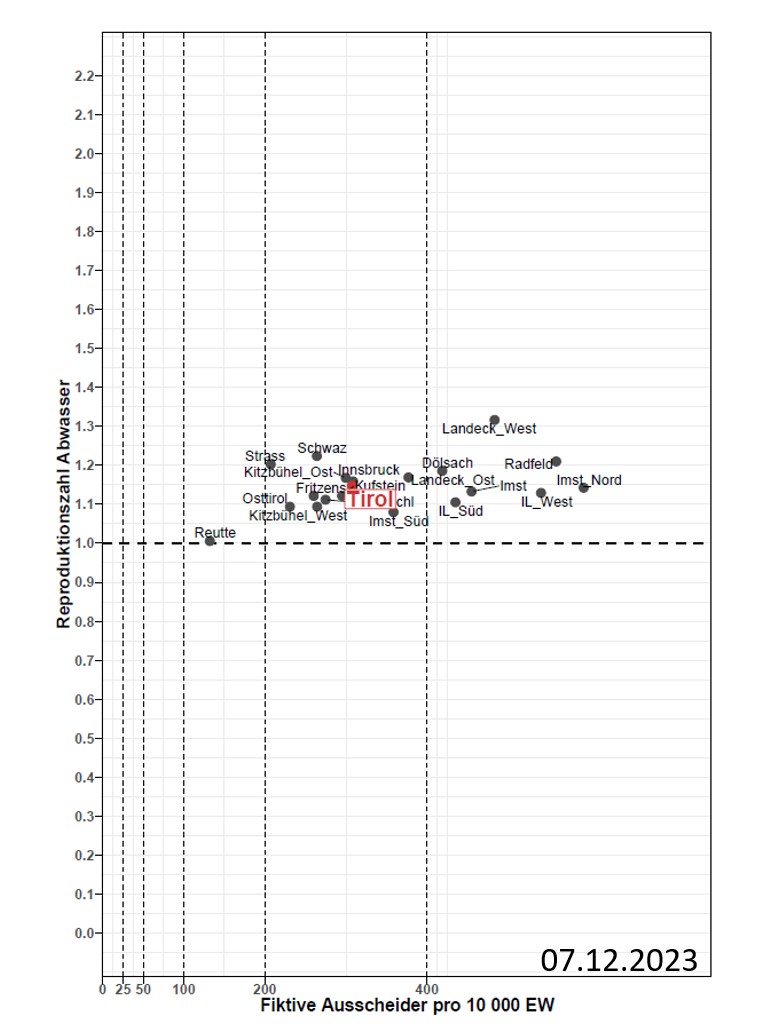 2.2
2.1
2.0
1.9
1.8
1.7
1.6
1.5
1.4
1.3
1.2
1.1
1.0
0.9
0.8
0.7
0.6
0.5
0.4
0.3
0.2
0.1
0.0
Reproduktionszahl Abwasser
Landeck_West
Schwaz
Strass
Dölsach
Radfeld
Kitzbühel_Ost
Innsbruck
Landeck_Ost
Imst
Imst_Nord
Fritzens
Kufstein
Osttirol
Tirol
chl
IL_Süd
IL_West
Kitzbühel_West
Imst_Süd
Reutte
07.12.2023
0 25 50 100 200 400
Fiktive Ausscheider pro 10 000 EW